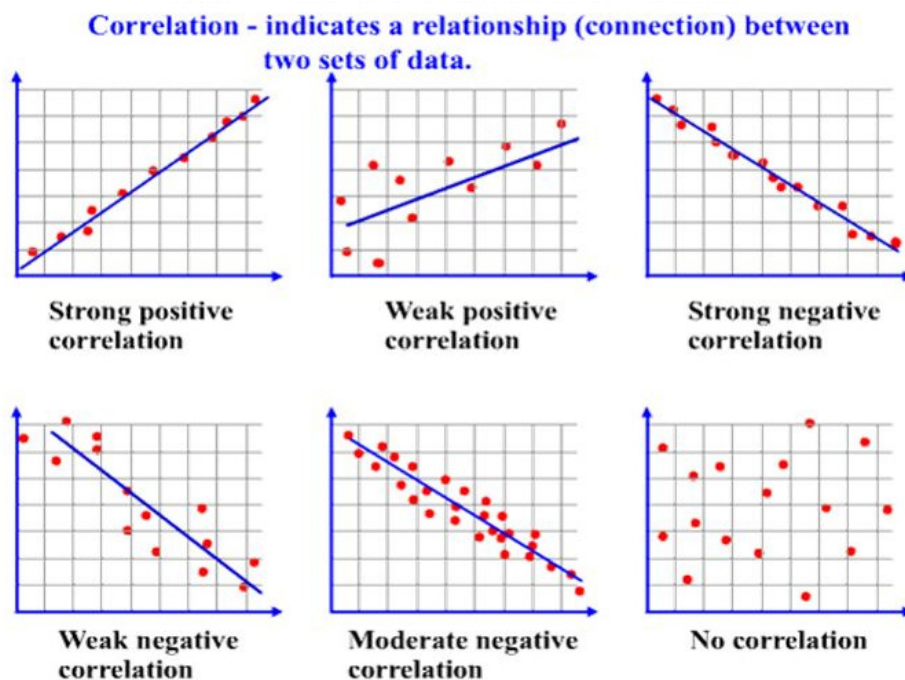 Correlation - indicates a relationship (connection) between
two sets of data.
Strong positive
correlation
Weak positive
correlation
Strong negative
correlation
Weak negative
correlation
Moderate negative
correlation
No correlation